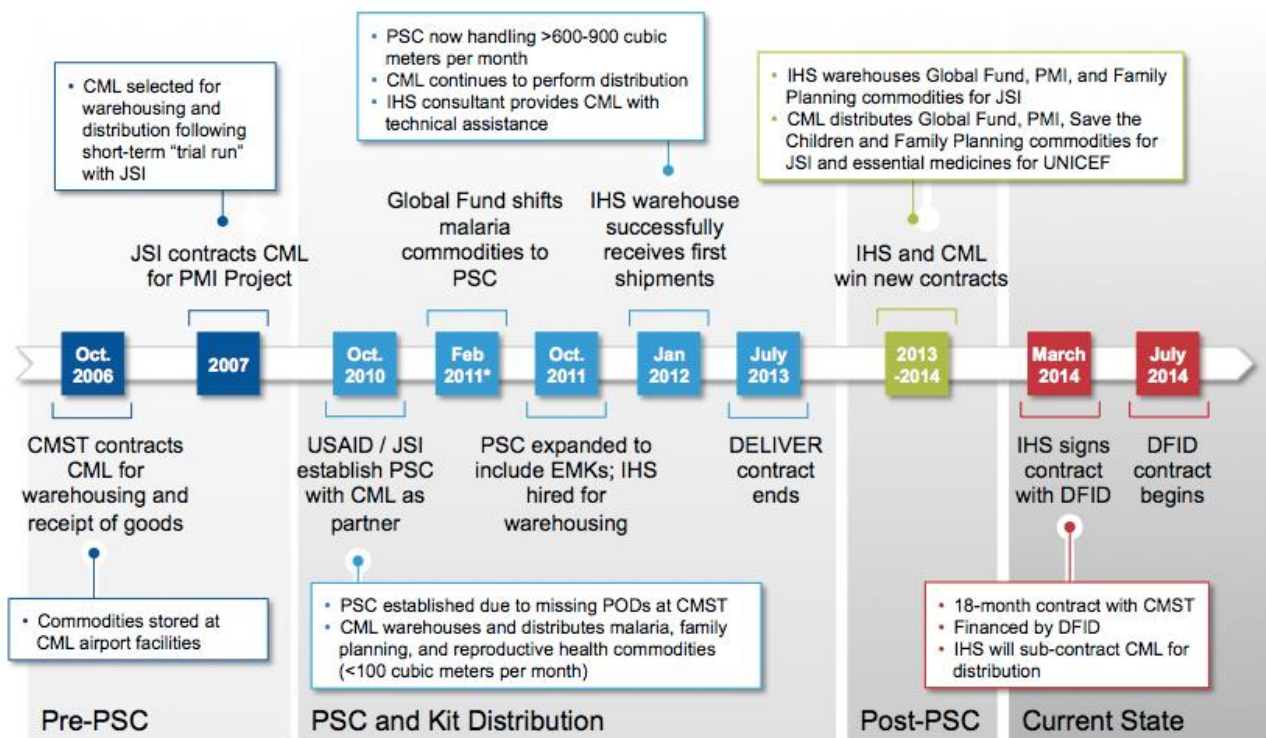 • CML selected for
warehousing and
distribution following
short-term "trial run"
with JSI
• PSC now handling >600-900 cubic
meters per month
• CML continues to perform distribution
• IHS consultant provides CML with
technical assistance
• IHS warehouses Global Fund, PMI, and Family
Planning commodities for JSI
• CML distributes Global Fund, PMI, Save the
Children and Family Planning commodities for
JSI and essential medicines for UNICEF
JSI contracts CML
for PMI Project
Global Fund shifts
malaria
commodities to
PSC
IHS warehouse
successfully
receives first
shipments
IHS and CML
win new contracts
Oct.
2006
2007
Oct.
2010
Feb
2011*
Oct.
2011
Jan
2012
July
2013
2013
-2014
March
2014
July
2014
CMST contracts
CML for
warehousing and
receipt of goods
USAID / JSI
establish PSC
with CML as
partner
PSC expanded to
include EMKs; IHS
hired for
warehousing
DELIVER
contract
ends
IHS signs
contract
with DFID
DFID
contract
begins
• Commodities stored at
CML airport facilities
• PSC established due to missing PODs at CMST
• CML warehouses and distributes malaria, family
planning, and reproductive health commodities
(<100 cubic meters per month)
• 18-month contract with CMST
• Financed by DFID
• IHS will sub-contract CML for
distribution
Pre-PSC
PSC and Kit Distribution
Post-PSC
Current State